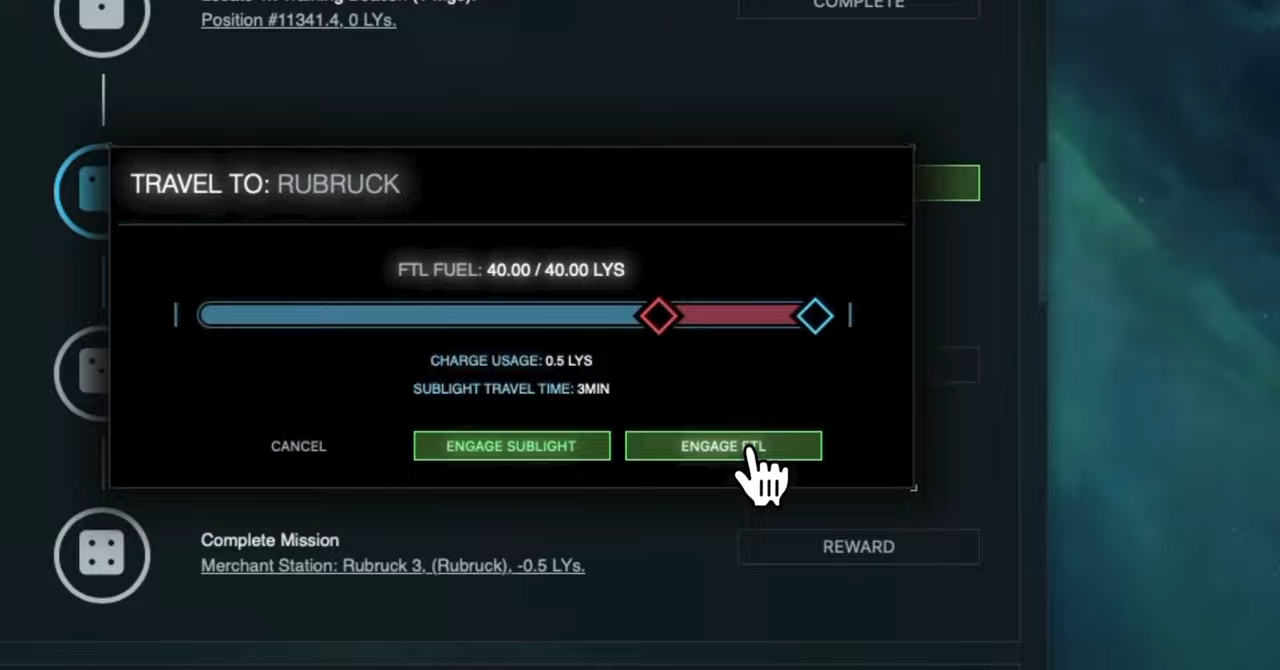 Position #11341.4, 0 LYs.
COMPLETE
TRAVEL TO: RUBRUCK
FTL FUEL: 40.00 / 40.00 LYS
CHARGE USAGE: 0.5 LYS
SUBLIGHT TRAVEL TIME: 3MIN
CANCEL
ENGAGE SUBLIGHT
ENGAGE FTL
Complete Mission
Merchant Station: Rubruck 3, (Rubruck), -0.5 LYs.
REWARD